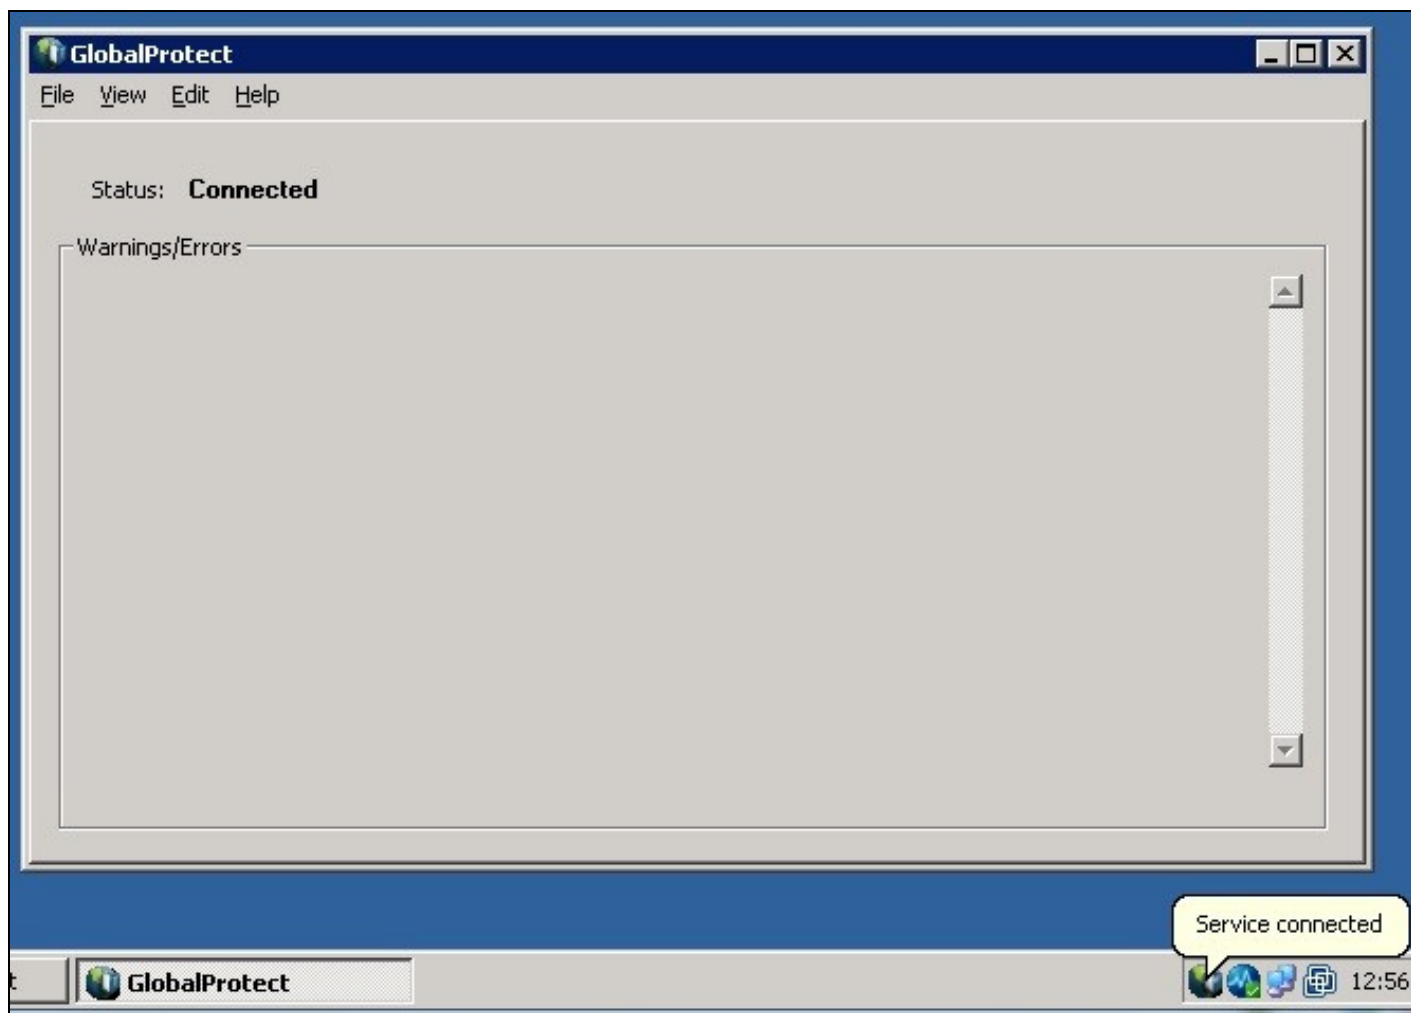 GlobalProtect
File View Edit Help
Status: Connected
Warnings/Errors
Service connected
t GlobalProtect 12:56